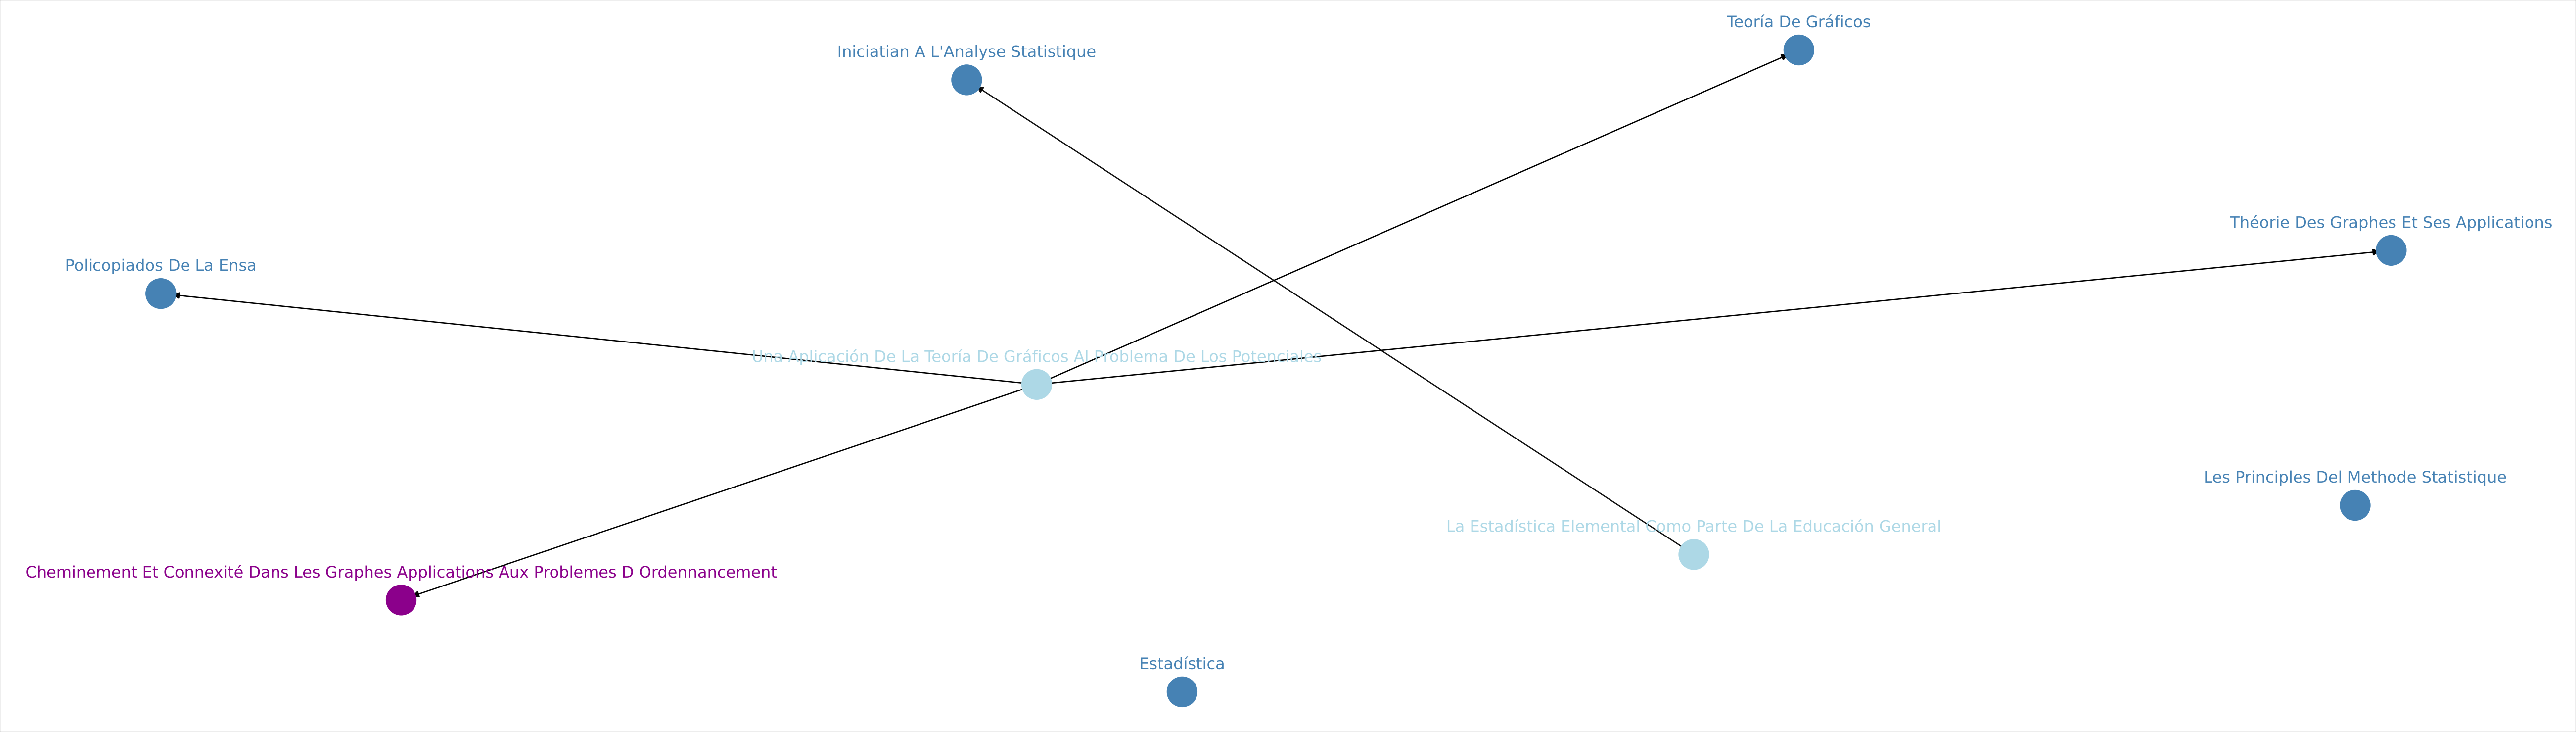 Teoría De Gráficos
Iniciatian A L'Analyse Statistique
Théorie Des Graphes Et Ses Applications
Policopiados De La Ensa
Una Aplicación De La Teoría De Gráficos Al Problema De Los Potenciales
Les Principles Del Methode Statistique
La Estadística Elemental Como Parte De La Educación General
Cheminement Et Connexité Dans Les Graphes Applications Aux Problemes D Ordennancement
Estadística